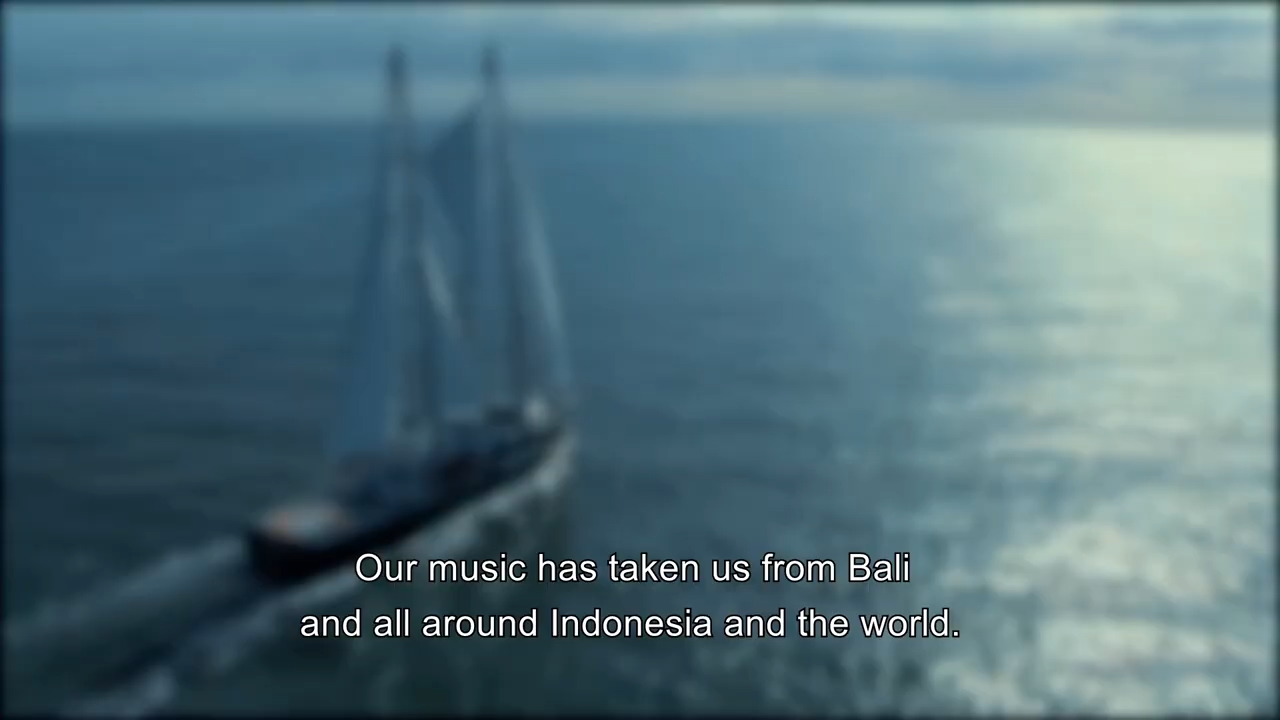 Our music has taken us from Bali
and all around Indonesia and the world.